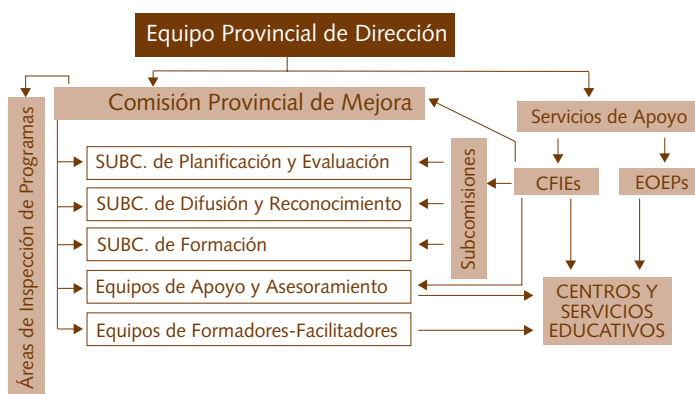 Equipo Provincial de Dirección
Comisión Provincial de Mejora
Servicios de Apoyo
Áreas de Inspección de Programas
SUBC. de Planificación y Evaluación
SUBC. de Difusión y Reconocimiento
SUBC. de Formación
Subcomisiones
CFIEs
EOEPs
Equipos de Apoyo y Asesoramiento
Equipos de Formadores-Facilitadores
CENTROS Y
SERVICIOS
EDUCATIVOS